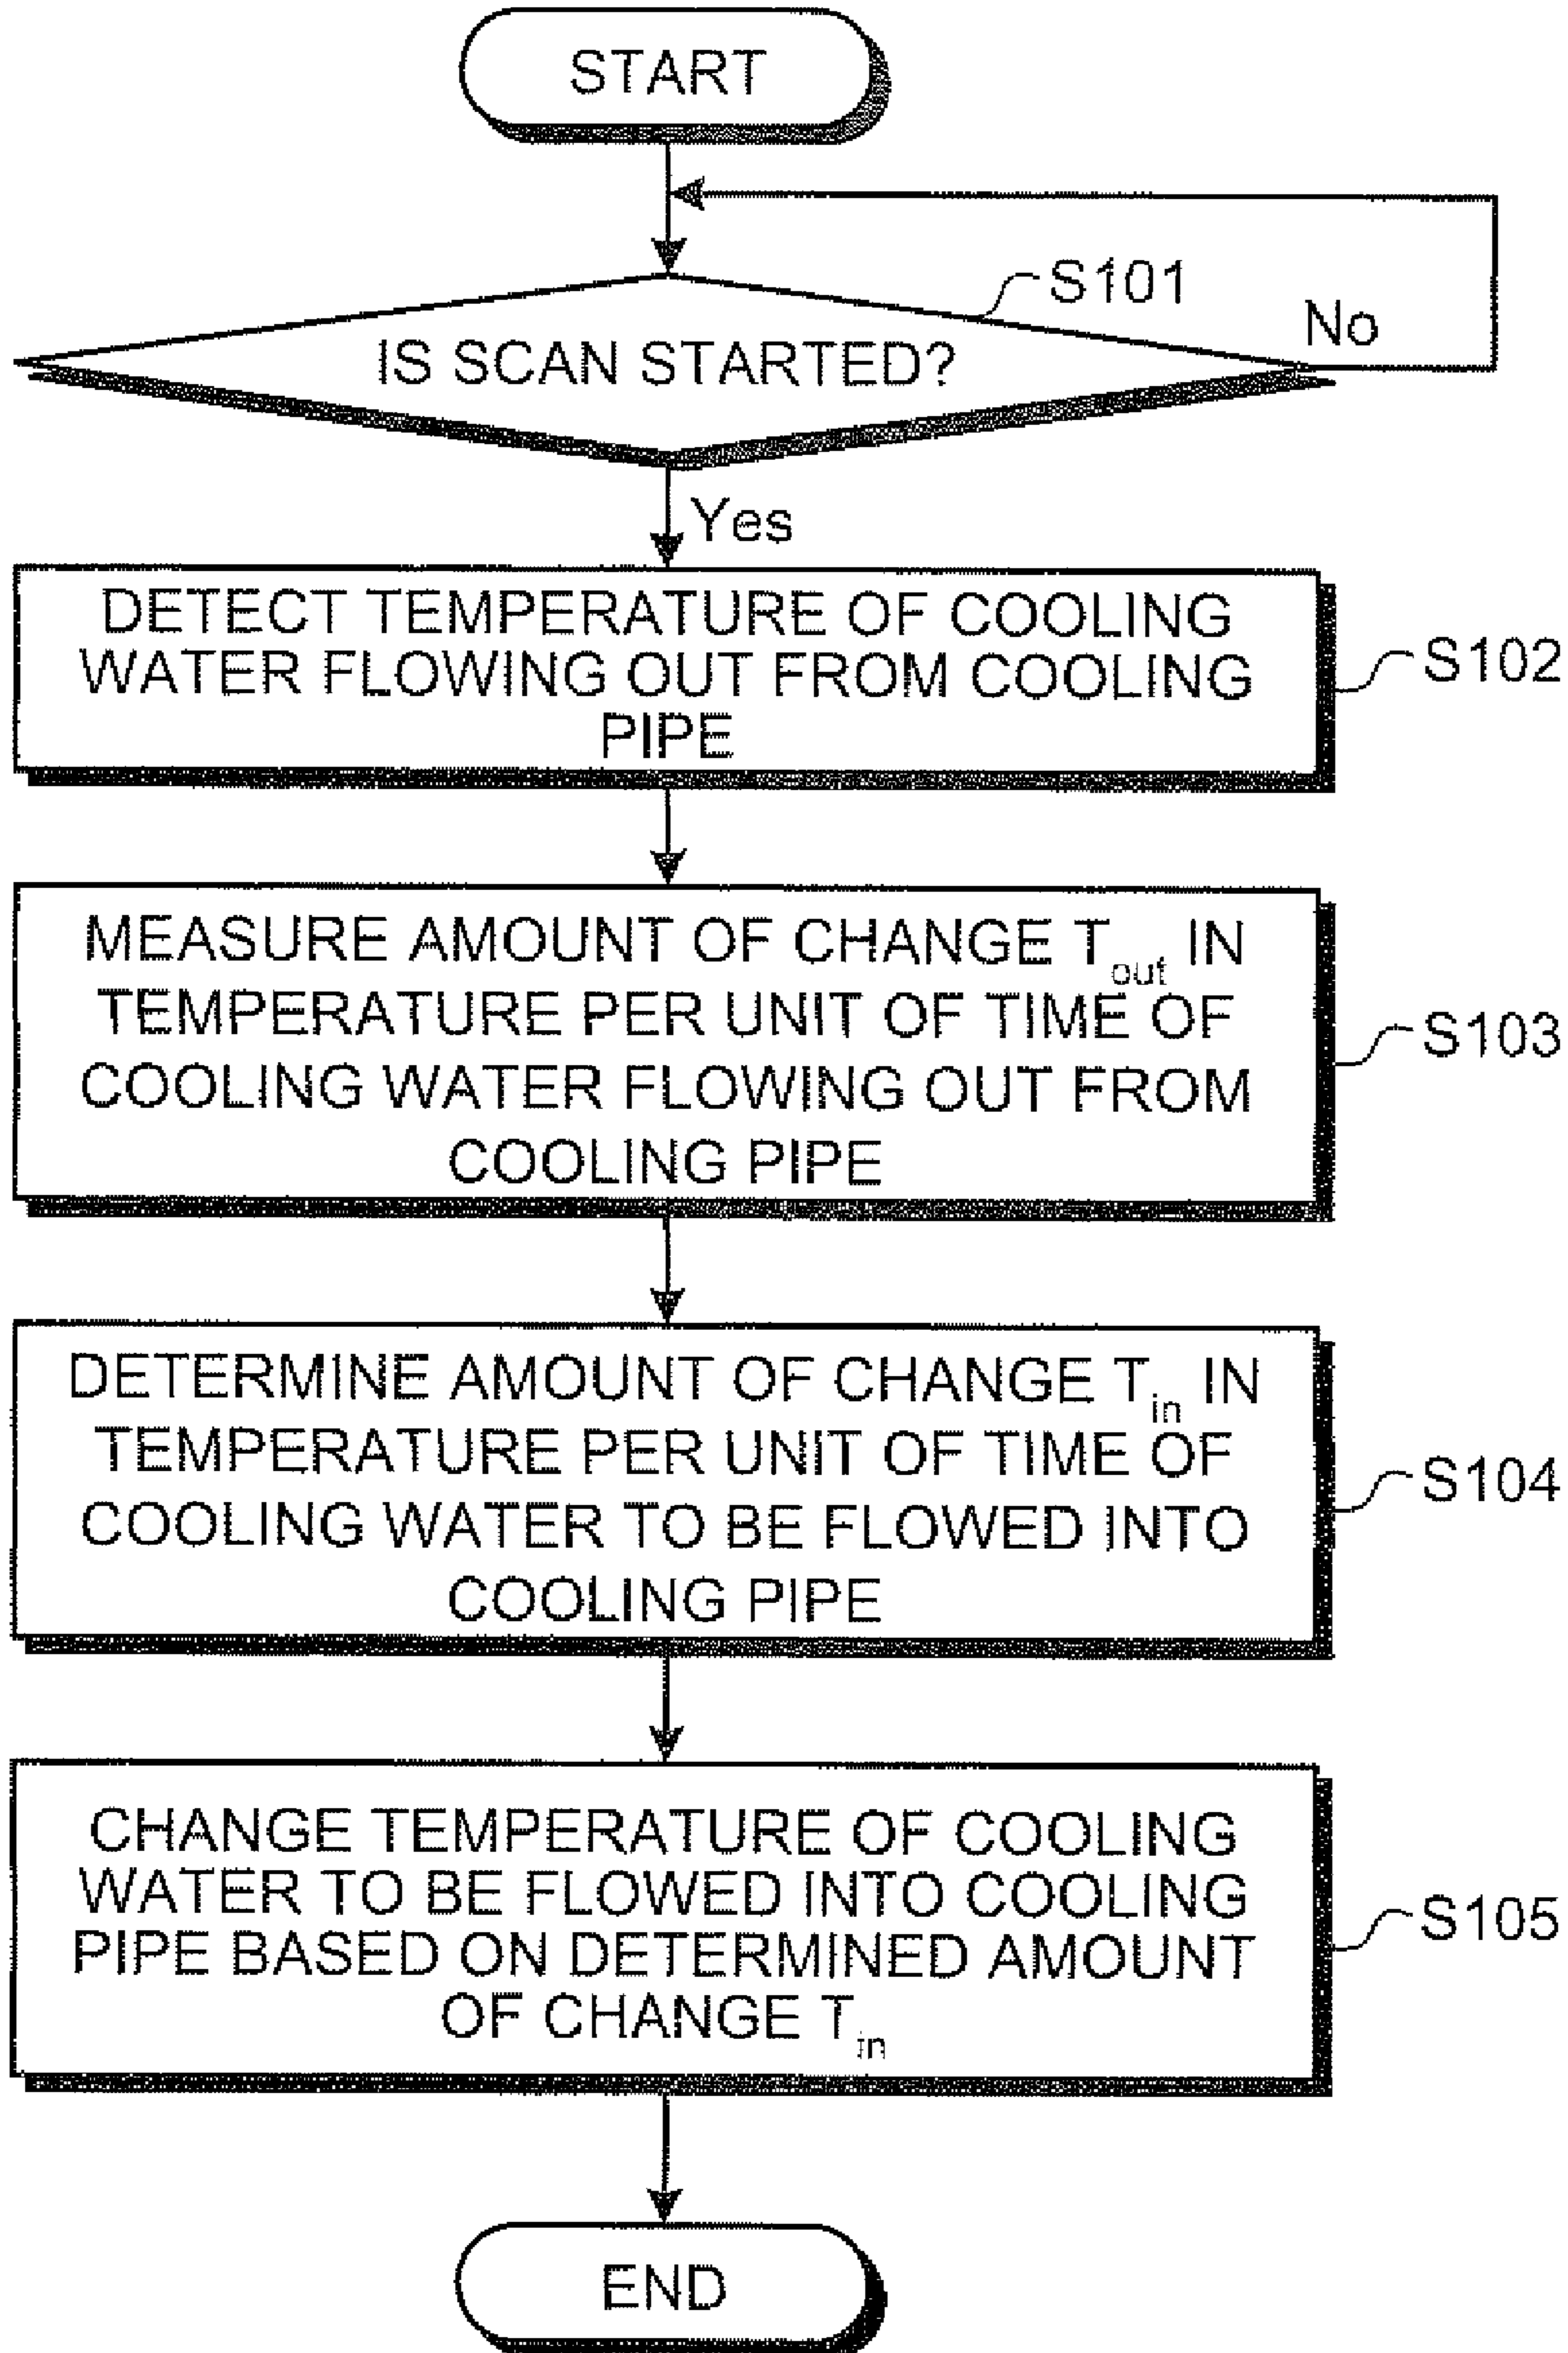 START
S101
No
IS SCAN STARTED?
Yes
DETECT TEMPERATURE OF COOLING
WATER FLOWING OUT FROM COOLING
PIPE
S102
MEASURE AMOUNT OF CHANGE Tout IN
TEMPERATURE PER UNIT OF TIME OF
COOLING WATER FLOWING OUT FROM
COOLING PIPE
S103
DETERMINE AMOUNT OF CHANGE Tin IN
TEMPERATURE PER UNIT OF TIME OF
COOLING WATER TO BE FLOWED INTO
COOLING PIPE
S104
CHANGE TEMPERATURE OF COOLING
WATER TO BE FLOWED INTO COOLING
PIPE BASED ON DETERMINED AMOUNT
OF CHANGE Tin
S105
END